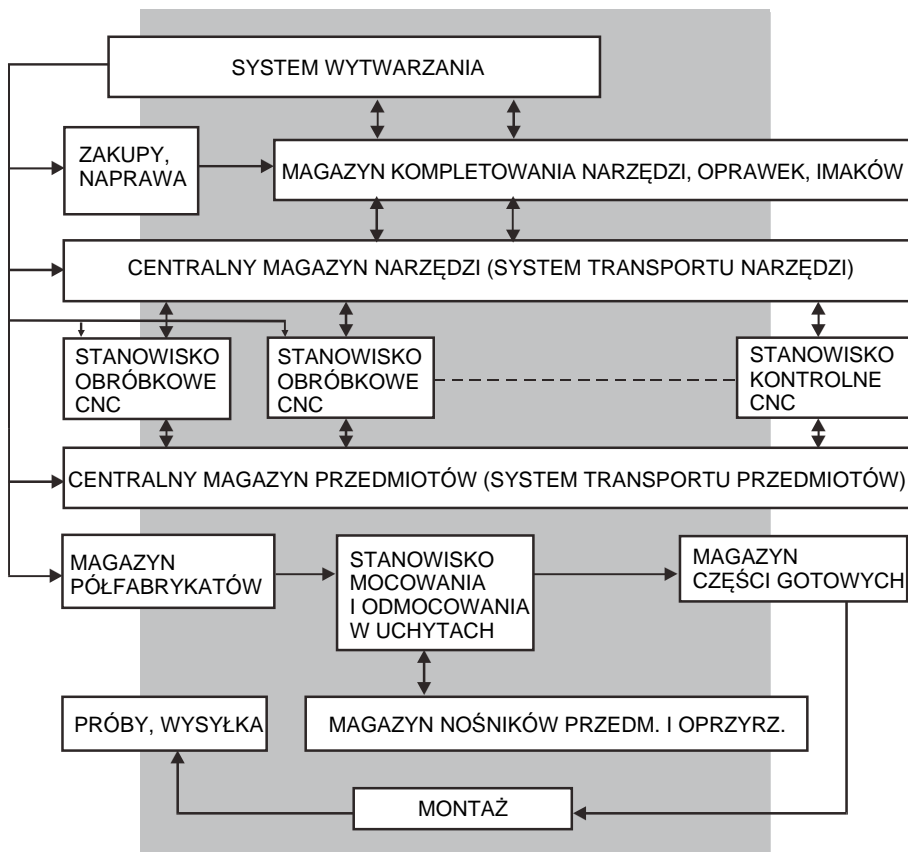 SYSTEM WYTWARZANIA
ZAKUPY,
NAPRAWA
MAGAZYN KOMPLETOWANIA NARZĘDZI, OPRAWEK, IMAKÓW
CENTRALNY MAGAZYN NARZĘDZI (SYSTEM TRANSPORTU NARZĘDZI)
STANOWISKO
OBRÓBKOWE
CNC
STANOWISKO
OBRÓBKOWE
CNC
STANOWISKO
KONTROLNE
CNC
CENTRALNY MAGAZYN PRZEDMIOTÓW (SYSTEM TRANSPORTU PRZEDMIOTÓW)
MAGAZYN
PÓŁFABRYKATÓW
STANOWISKO
MOCOWANIA
I ODMOCOWANIA
W UCHYTACH
MAGAZYN
CZĘŚCI GOTOWYCH
PRÓBY, WYSYŁKA
MAGAZYN NOŚNIKÓW PRZEDM. I OPRZYRZ.
MONTAŻ